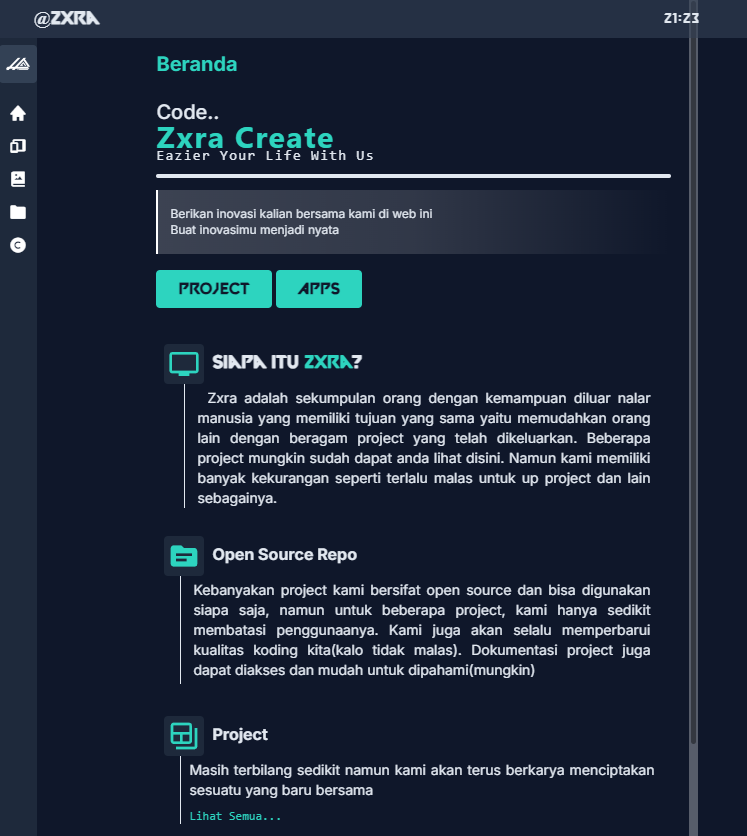 @ZXRA
21:23
Beranda
Code..
Zxra Create
Eazier Your Life With Us
Berikan inovasi kalian bersama kami di web ini
Buat inovasimu menjadi nyata
PROJECT APPS
SIAPA ITU ZXRA?
Zxra adalah sekumpulan orang dengan kemampuan diluar nalar
manusia yang memiliki tujuan yang sama yaitu memudahkan orang
lain dengan beragam project yang telah dikeluarkan. Beberapa
project mungkin sudah dapat anda lihat disini. Namun kami memiliki
banyak kekurangan seperti terlalu malas untuk up project dan lain
sebagainya.
Open Source Repo
Kebanyakan project kami bersifat open source dan bisa digunakan
siapa saja, namun untuk beberapa project, kami hanya sedikit
membatasi penggunaanya. Kami juga akan selalu memperbarui
kualitas koding kita(kalo tidak malas). Dokumentasi project juga
dapat diakses dan mudah untuk dipahami(mungkin)
Project
Masih terbilang sedikit namun kami akan terus berkarya menciptakan
sesuatu yang baru bersama
Lihat Semua...